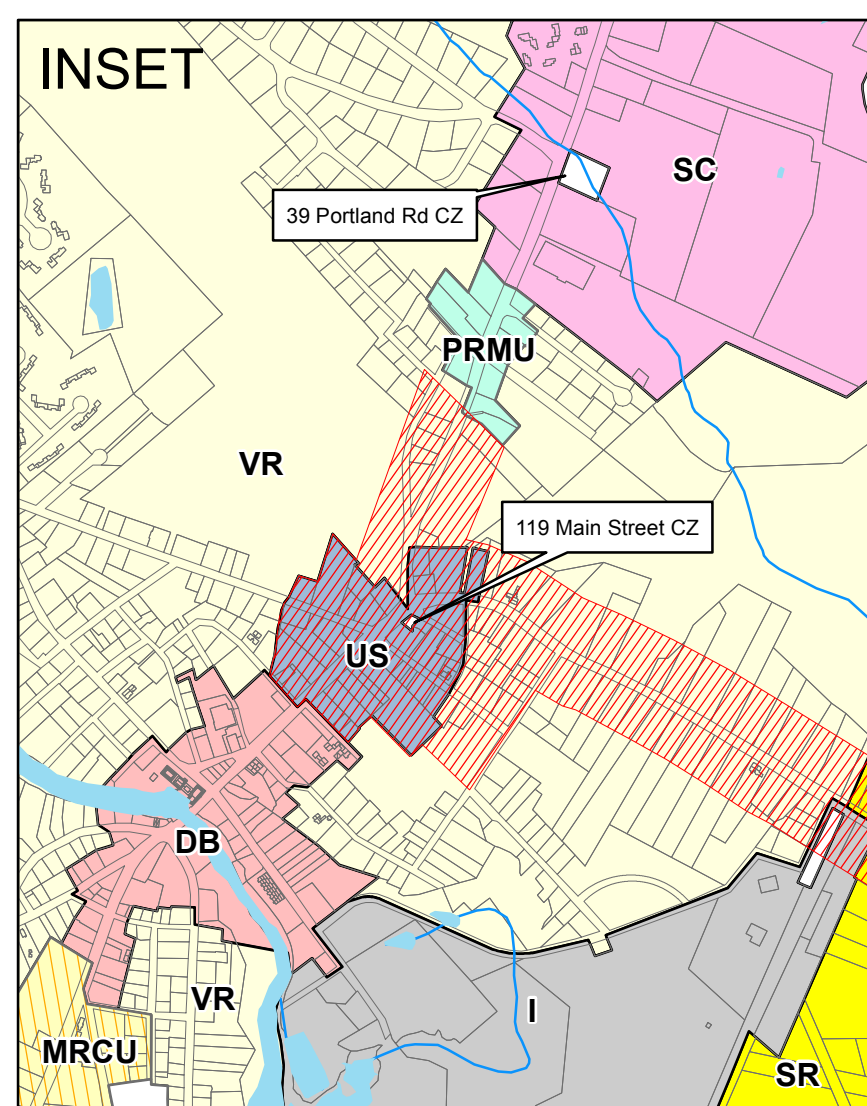 INSET
SC
39 Portland Rd CZ
PRMU
VR
119 Main Street CZ
US
DB
VR
I
MRCU
SR